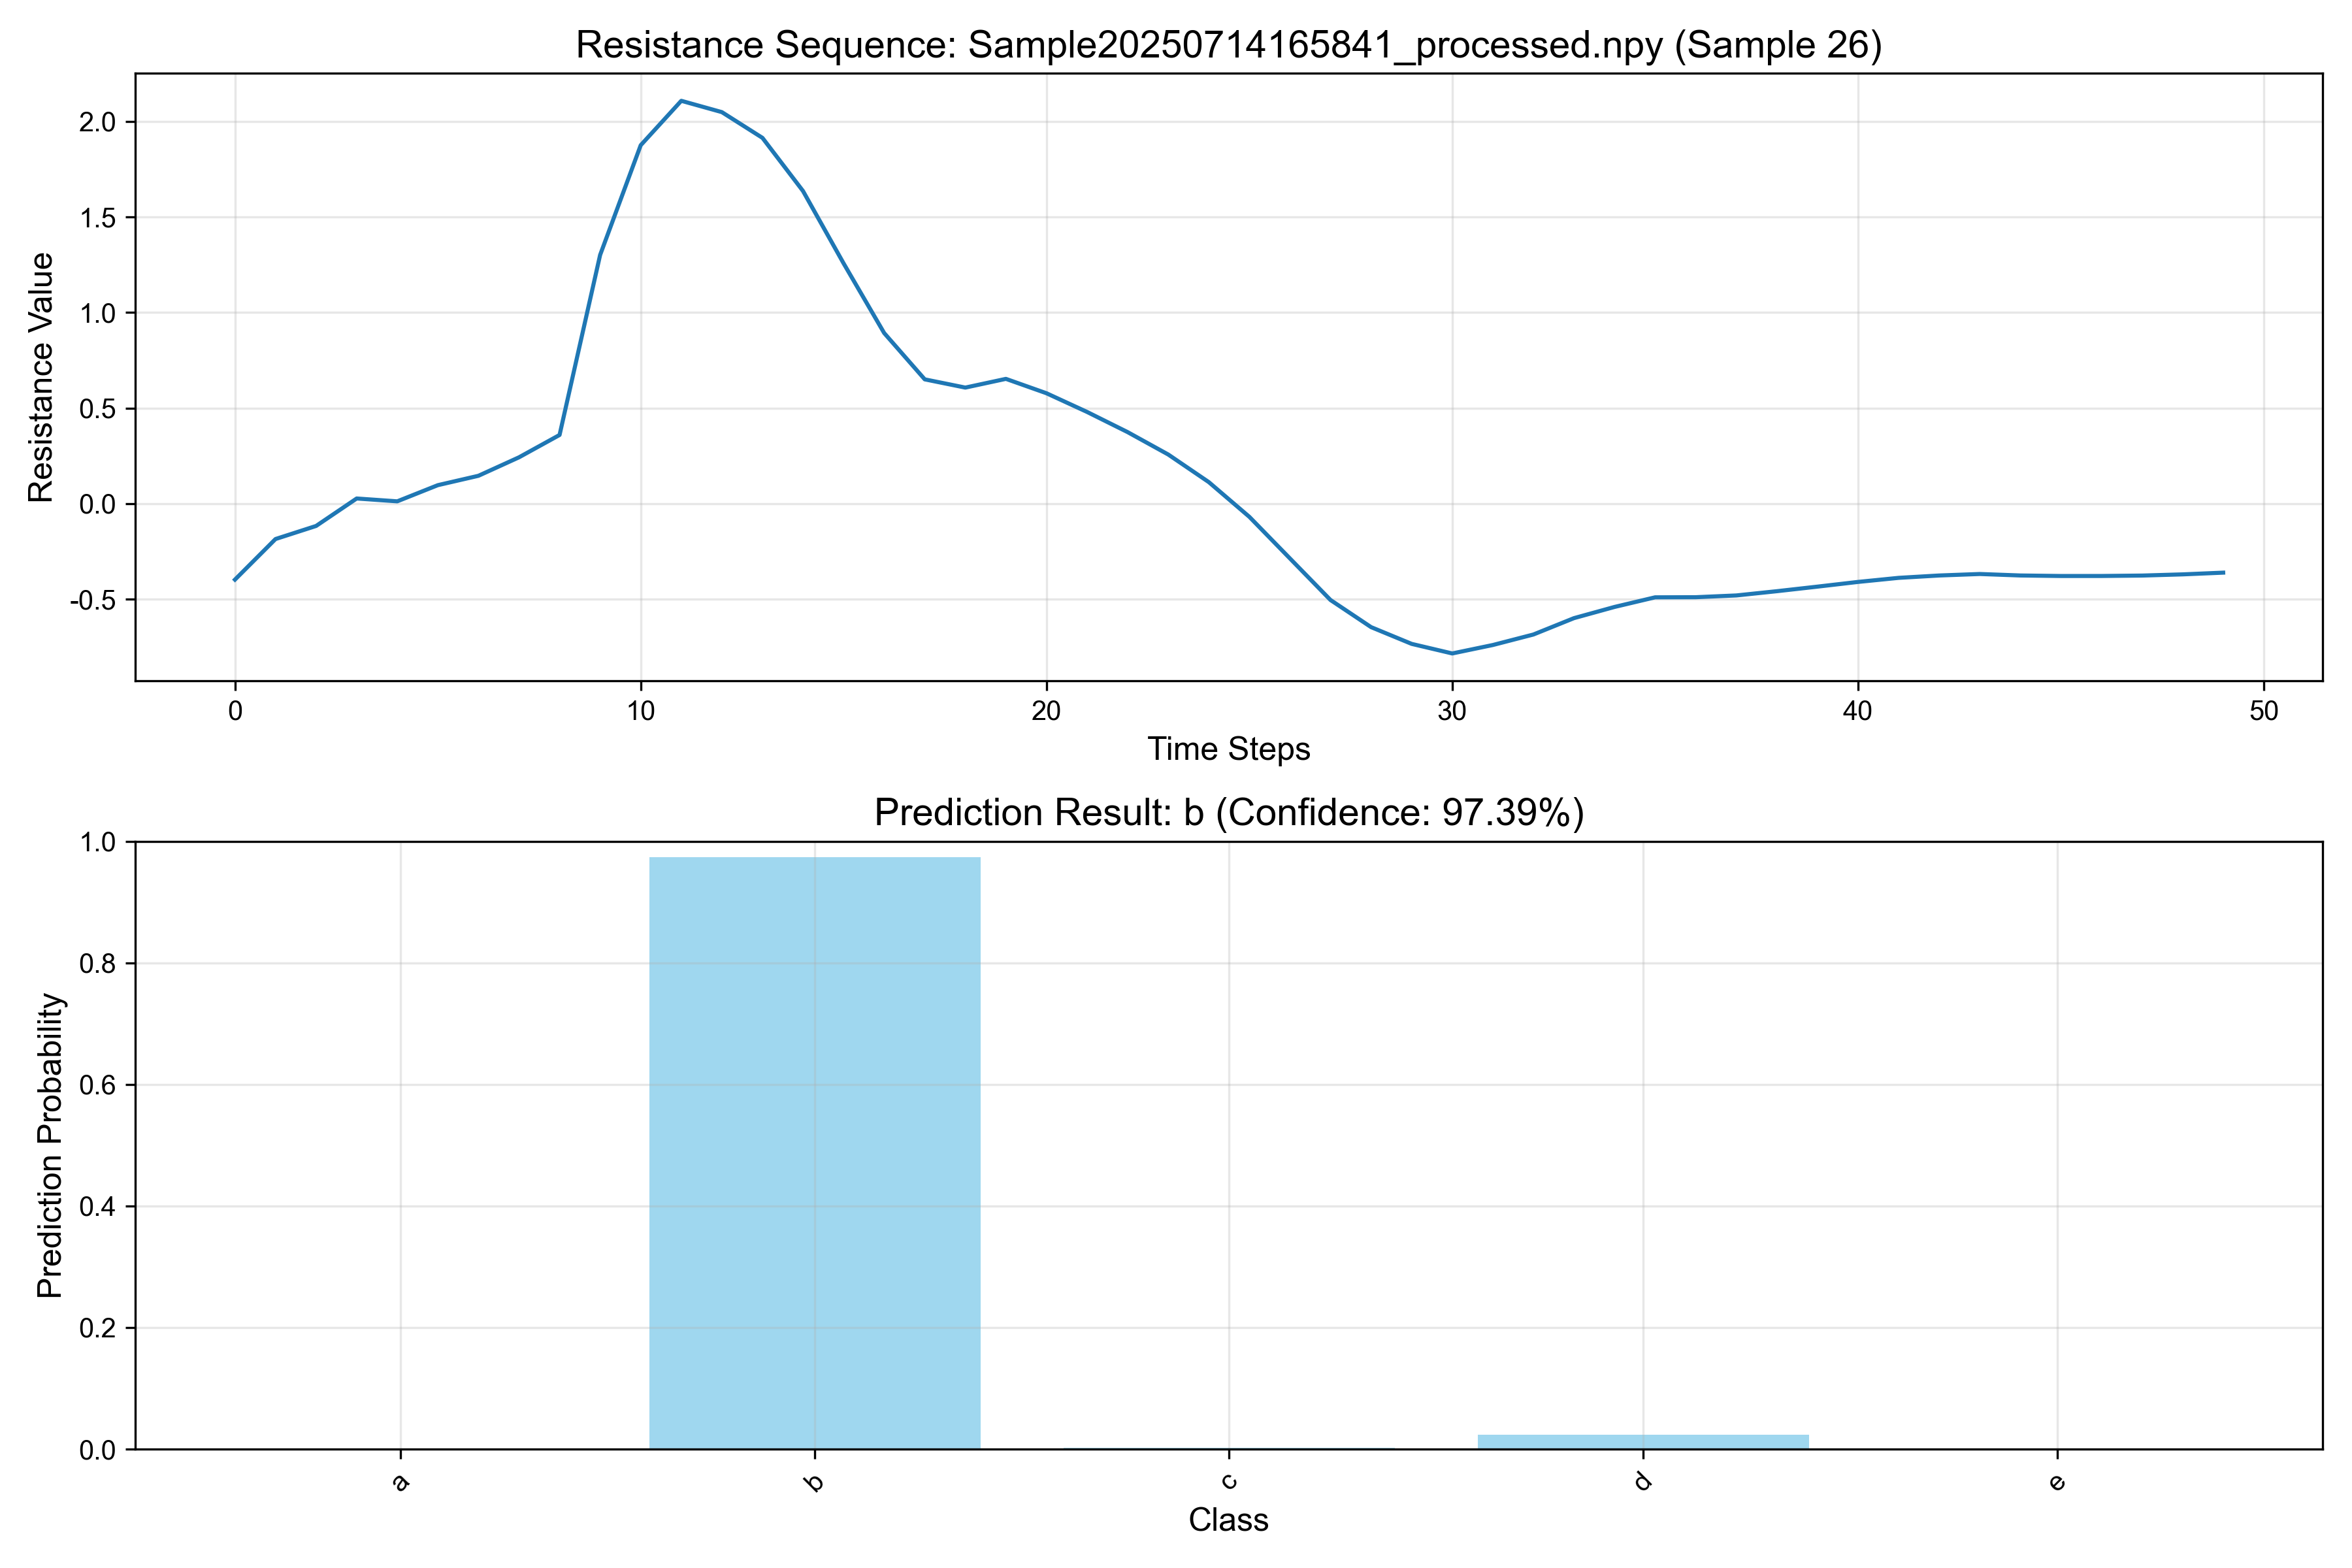 Resistance Sequence: Sample20250714165841_processed.npy (Sample 26)
Resistance Value
2.0
1.5
1.0
0.5
0.0
-0.5
0 10 20 30 40 50
Time Steps
Prediction Result: b (Confidence: 97.39%)
Prediction Probability
1.0
0.8
0.6
0.4
0.2
0.0
a b c d e
Class